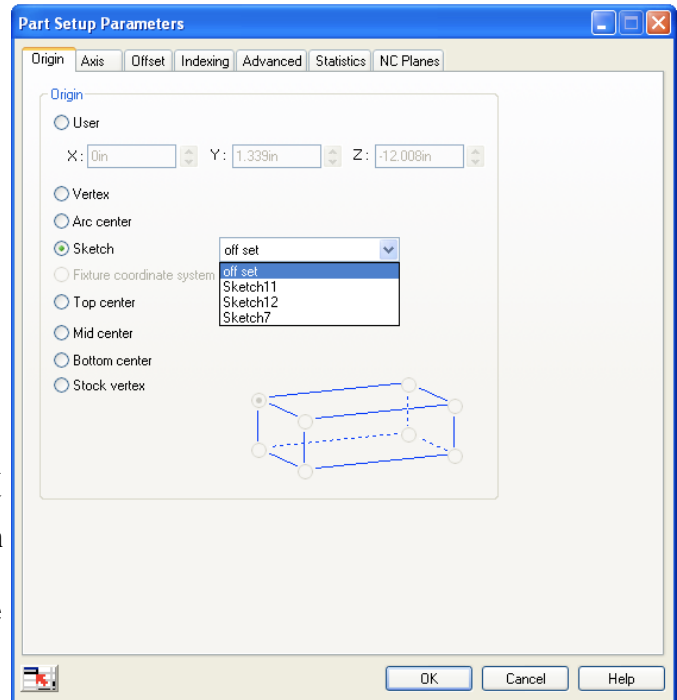 Part Setup Parameters
Origin Axis Offset Indexing Advanced Statistics NC Planes
Origin
User
X: 0in Y: 1.339in Z: -12.008in
Vertex
Arc center
Sketch off set
Fixture coordinate system off set
Sketch11
Top center Sketch12
Sketch7
Mid center
Bottom center
Stock vertex
OK Cancel Help